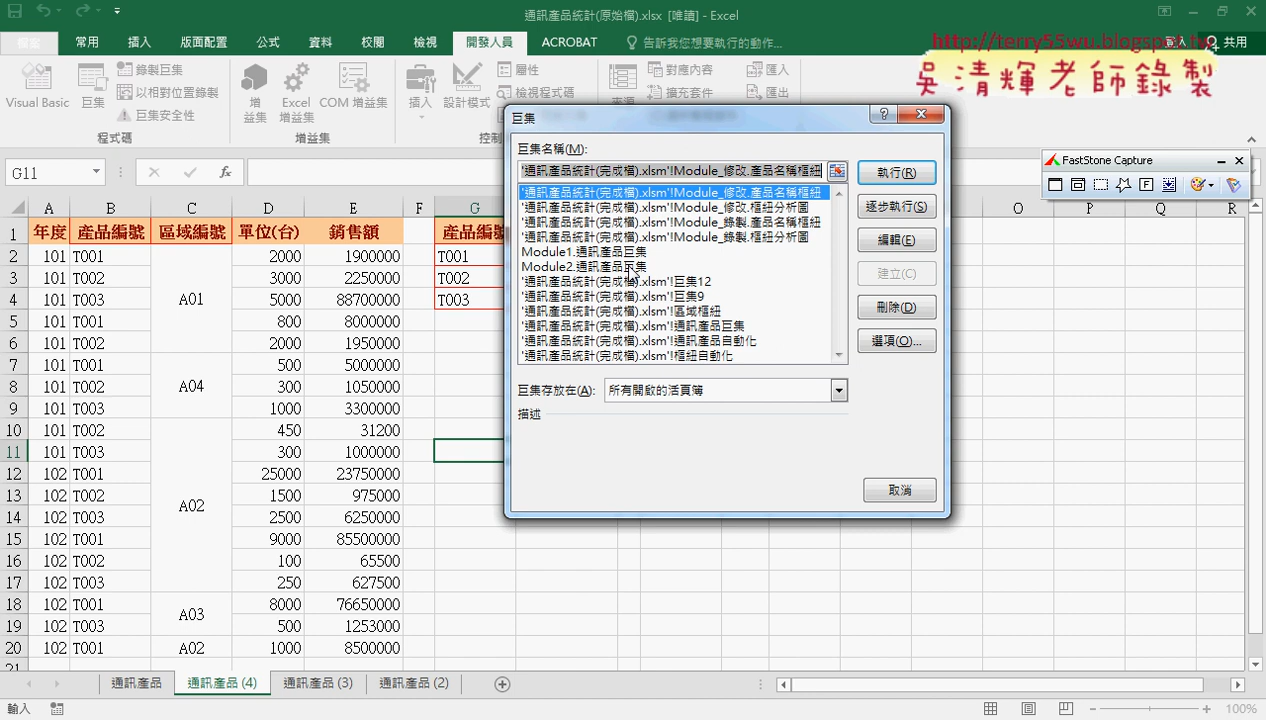 通訊產品統計(原始檔).xlsx [唯讀] - Excel
常用 插入 版面配置 公式 資料 校閱 檢視 開發人員 ACROBAT 告訴我您想要執行的動作... 共用
http://terry55wu.blogspot.tw
吳清輝老師錄製
Visual Basic 巨集 錄製巨集 以相對位置錄製 巨集安全性 程式碼
增益集 Excel 增益集 COM 增益集 增益集
插入 設計模式 屬性 檢視程式碼
對應內容 擴充套件 匯入 匯出
FastStone Capture
G11
A B C D E F G O P Q R
1 年度 產品編號 區域編號 單位(台) 銷售額 產品編號
2 101 T001 2000 1900000 T001
3 101 T002 3000 2250000 T002
4 101 T003 A01 5000 88700000 T003
5 101 T001 800 8000000
6 101 T002 2000 1950000
7 101 T001 500 5000000
8 101 T002 A04 300 1050000
9 101 T003 1000 3300000
10 101 T002 450 31200
11 101 T003 300 1000000
12 102 T001 25000 23750000
13 102 T002 A02 1500 975000
14 102 T003 2500 6250000
15 102 T001 9000 85500000
16 102 T002 100 65500
17 102 T003 250 627500
18 102 T001 A03 8000 76650000
19 102 T003 500 1253000
20 102 T001 A02 1000 8500000
21
巨集
巨集名稱(M):
'通訊產品統計(完成檔).xlsm'!Module_修改.產品名稱樞紐
執行(R)
'通訊產品統計(完成檔).xlsm'!Module_修改.產品名稱樞紐
'通訊產品統計(完成檔).xlsm'!Module_修改.樞紐分析圖
逐步執行(S)
'通訊產品統計(完成檔).xlsm'!Module_錄製.產品名稱樞紐
'通訊產品統計(完成檔).xlsm'!Module_錄製.樞紐分析圖
編輯(E)
Module1.通訊產品巨集
Module2.通訊產品巨集
建立(C)
'通訊產品統計(完成檔).xlsm'!巨集12
'通訊產品統計(完成檔).xlsm'!巨集9
刪除(D)
'通訊產品統計(完成檔).xlsm'!區域樞紐
'通訊產品統計(完成檔).xlsm'!通訊產品巨集
選項(O)...
'通訊產品統計(完成檔).xlsm'!通訊產品自動化
'通訊產品統計(完成檔).xlsm'!樞紐自動化
巨集存放在(A): 所有開啟的活頁簿
描述
取消
通訊產品 通訊產品 (4) 通訊產品 (3) 通訊產品 (2)
輸入 100%